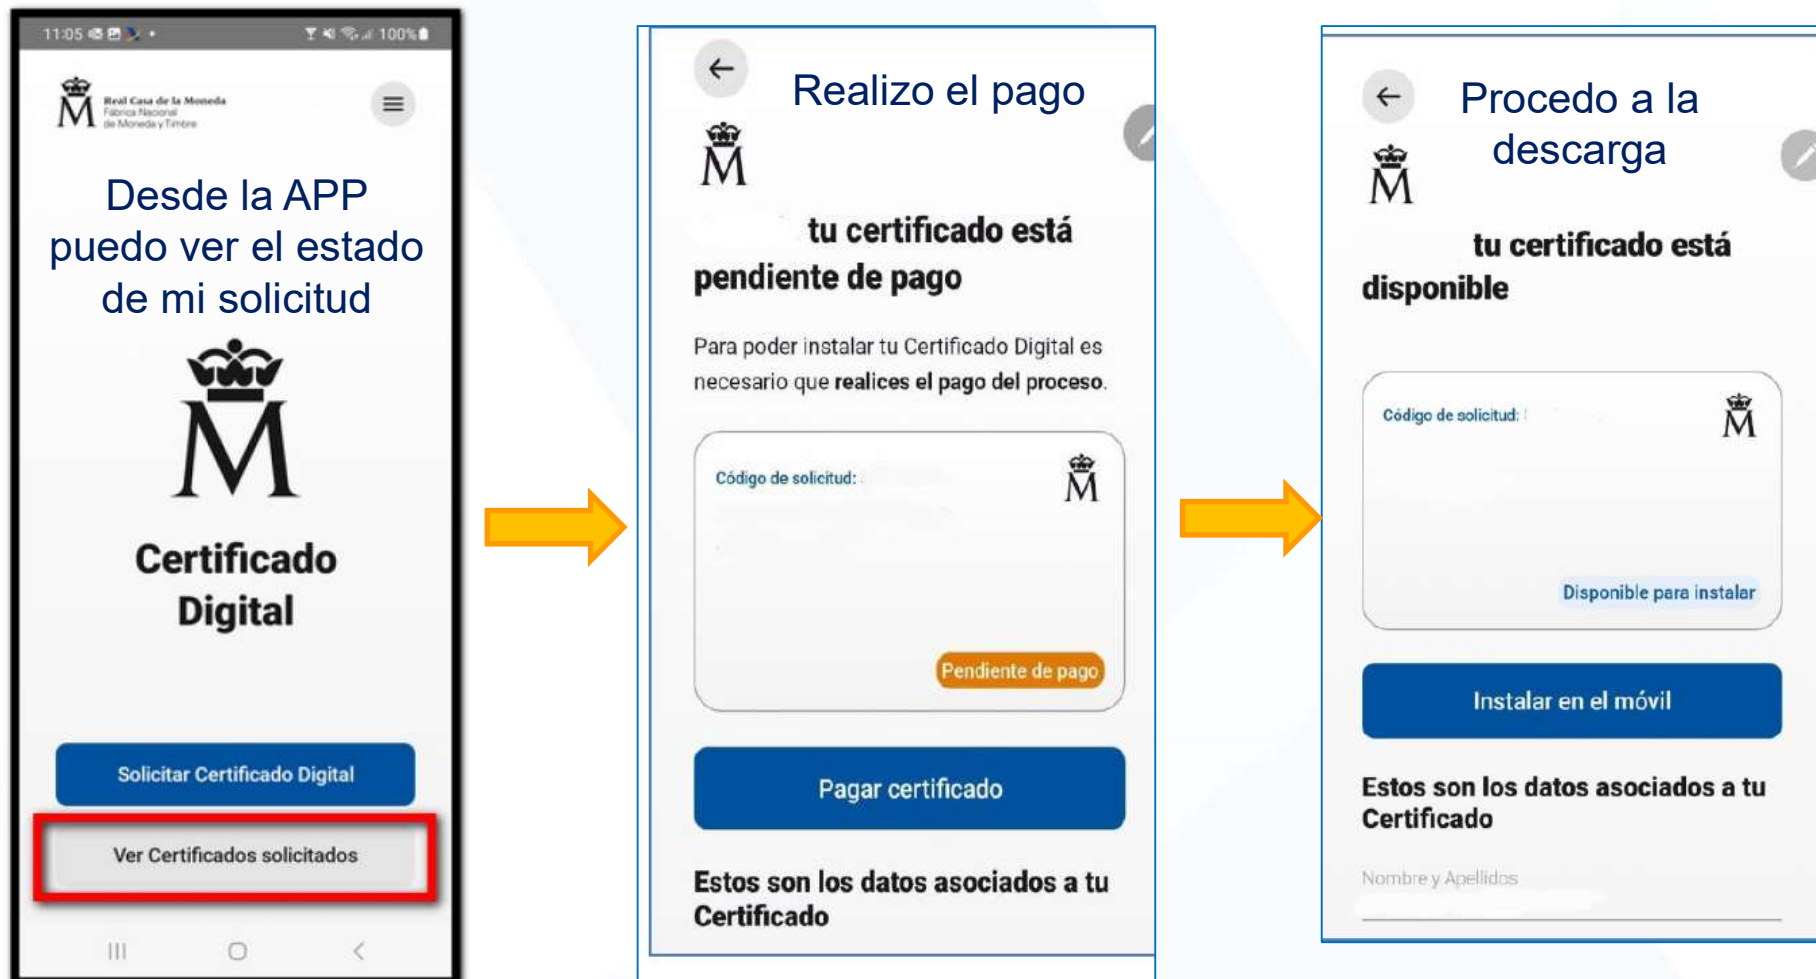 11:05
100%
Real Casa de la Moneda
Fábrica Nacional
de Moneda y Timbre
Desde la APP
puedo ver el estado
de mi solicitud
M
Certificado
Digital
Solicitar Certificado Digital
Ver Certificados solicitados
Realizo el pago
M
tu certificado está
pendiente de pago
Para poder instalar tu Certificado Digital es
necesario que realices el pago del proceso.
Código de solicitud:
M
Pendiente de pago
Pagar certificado
Estos son los datos asociados a tu
Certificado
Procedo a la
descarga
M
tu certificado está
disponible
Código de solicitud:
M
Disponible para instalar
Instalar en el móvil
Estos son los datos asociados a tu
Certificado
Nombre y Apellidos